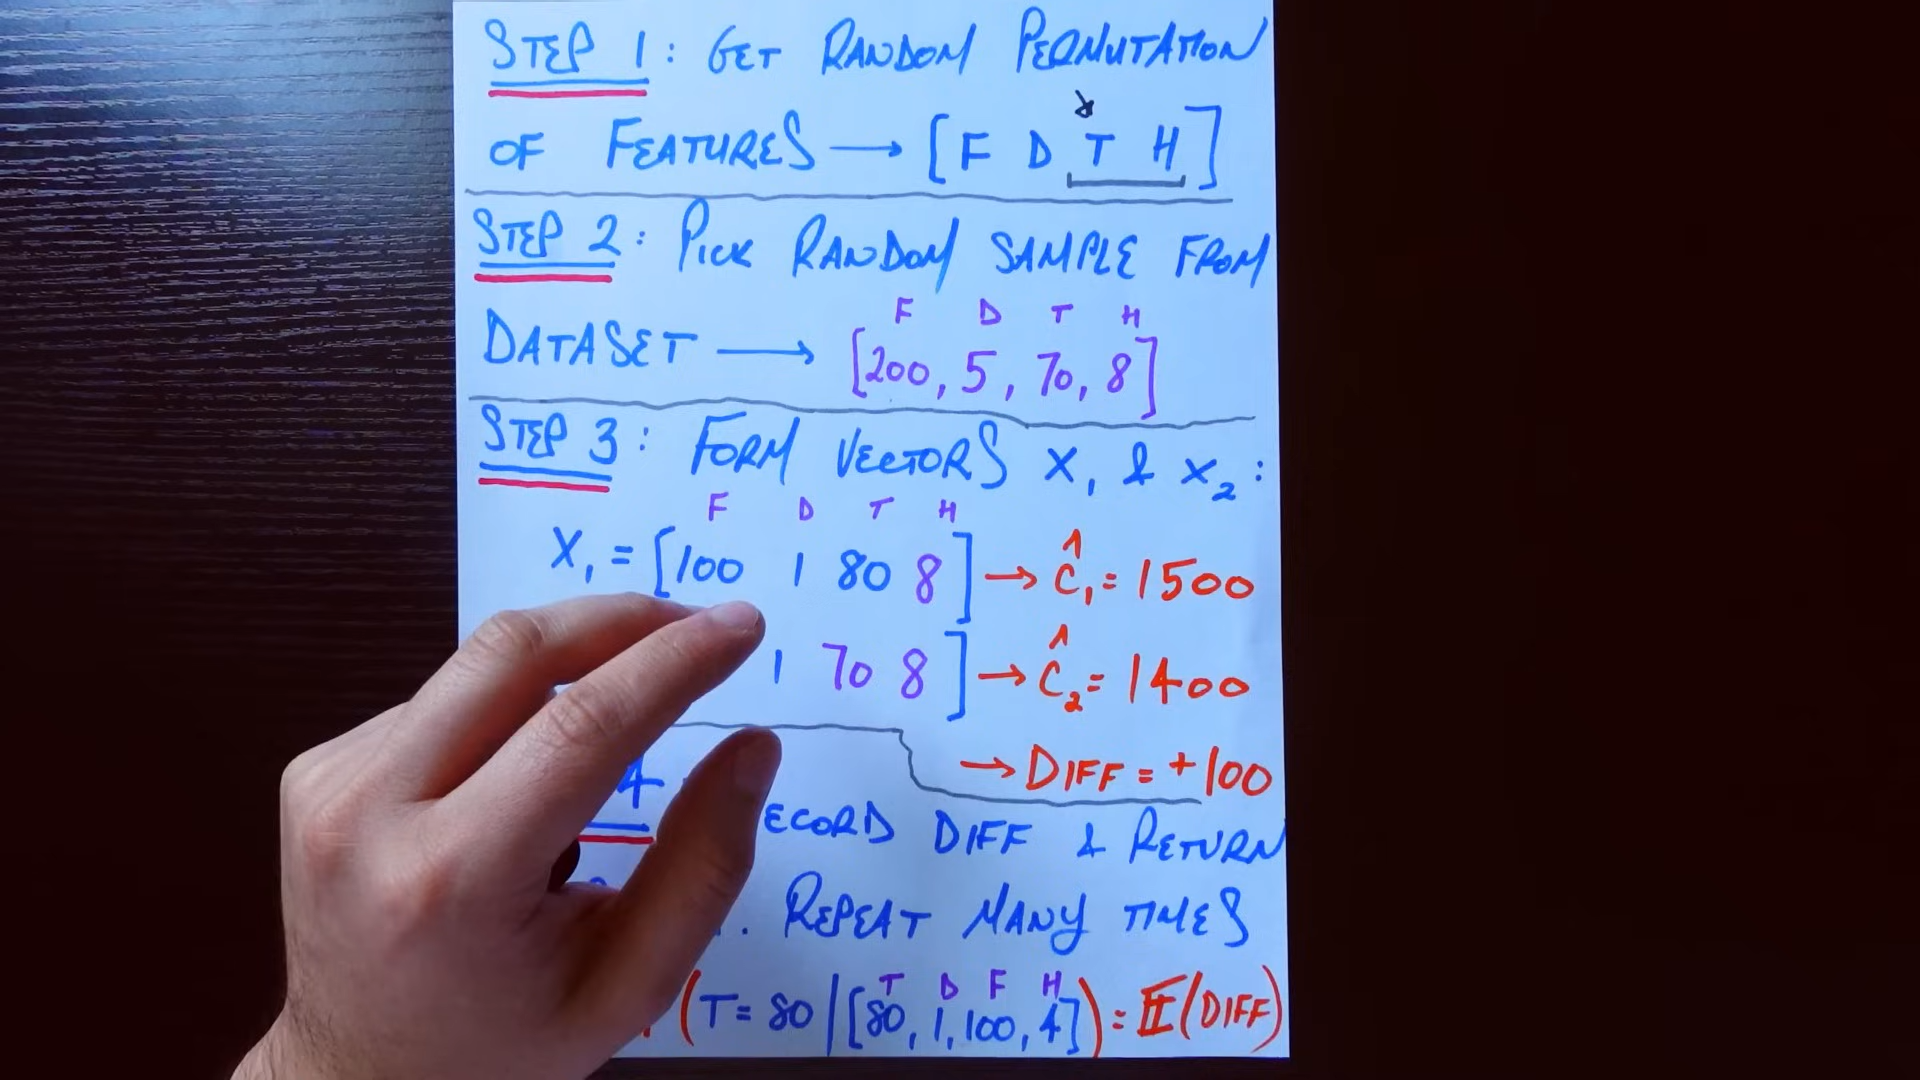 STEP 1: GET RANDOM PERMUTATION
OF FEATURES → [F D T H]
STEP 2: PICK RANDOM SAMPLE FROM
F D T H
DATASET → [200, 5, 70, 8]
STEP 3: FORM VECTORS X₁ & X₂:
F D T H
X₁ = [100 1 80 8] → Ĉ₁ = 1500
1 70 8] → Ĉ₂ = 1400
→ DIFF = +100
4 ECORD DIFF & RETURN
. REPEAT MANY TIMES
T D F H
(T = 80 | [80, 1, 100, 4]) = E(DIFF)